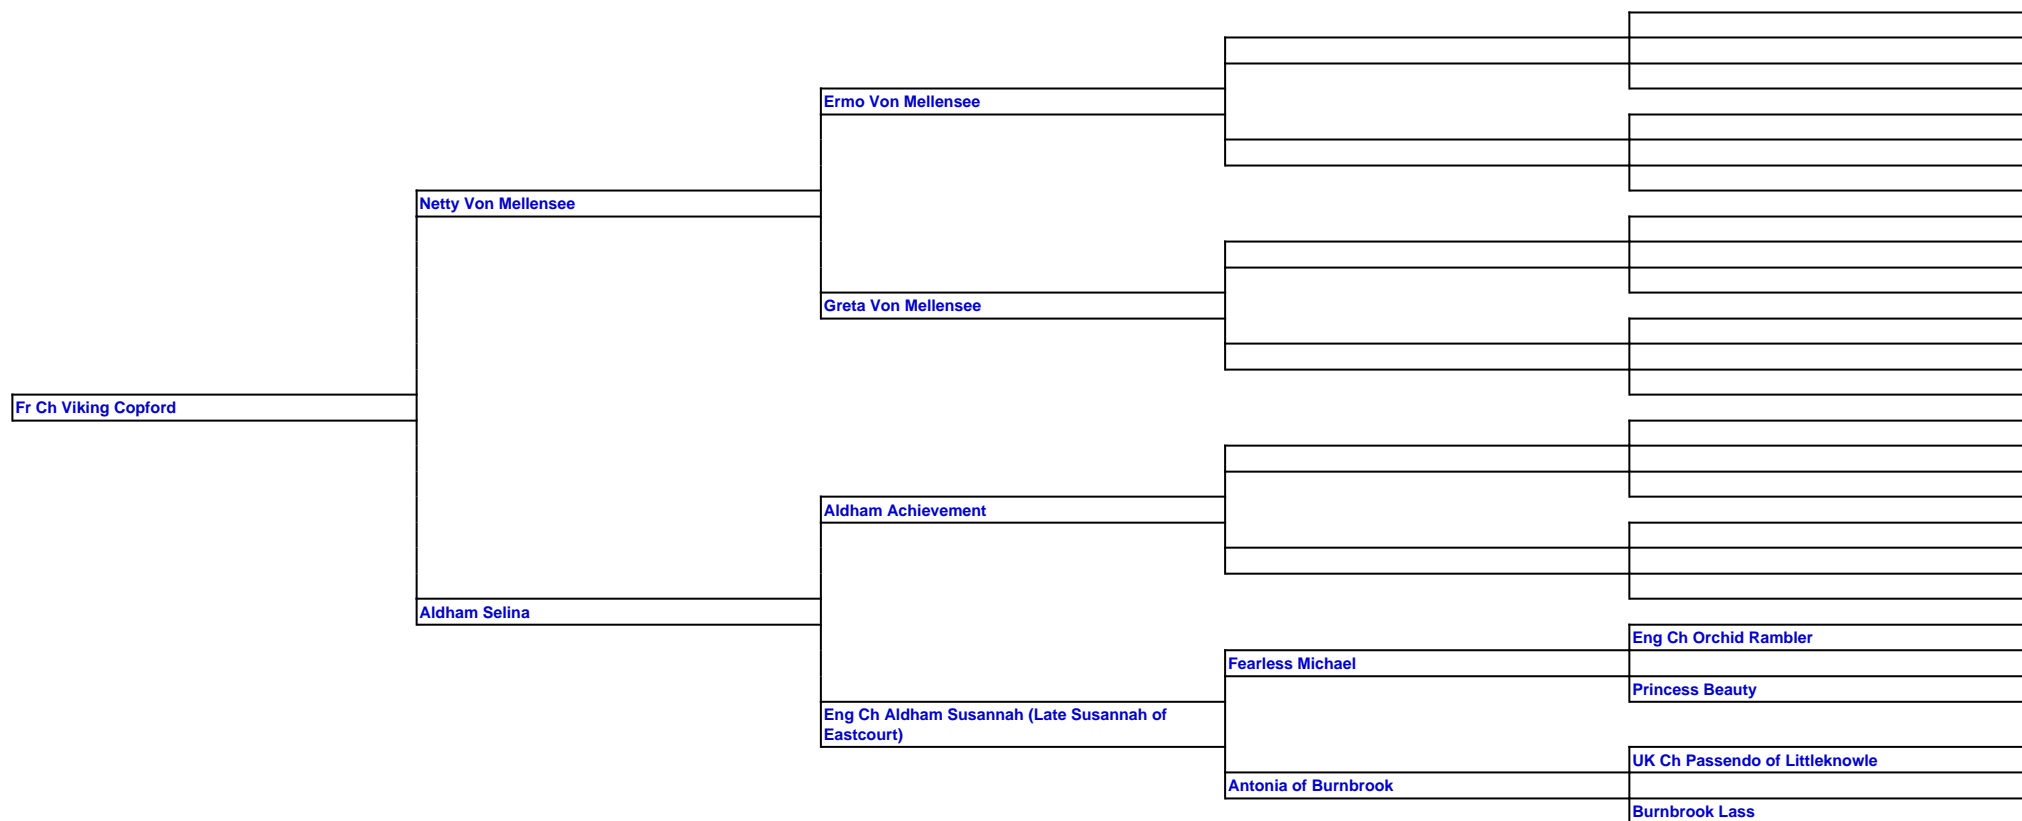 Ermo Von Mellensee
Netty Von Mellensee
Greta Von Mellensee
Fr Ch Viking Copford
Aldham Achievement
Aldham Selina
Eng Ch Orchid Rambler
Fearless Michael
Princess Beauty
Eng Ch Aldham Susannah (Late Susannah of
Eastcourt)
UK Ch Passendo of Littleknowle
Antonia of Burnbrook
Burnbrook Lass